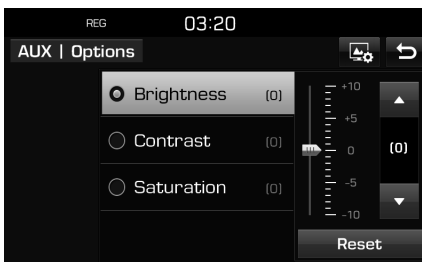 REG 03:20
AUX | Options
Brightness (0)
Contrast (0)
Saturation (0)
+10
+5
0
-5
-10
(0)
Reset